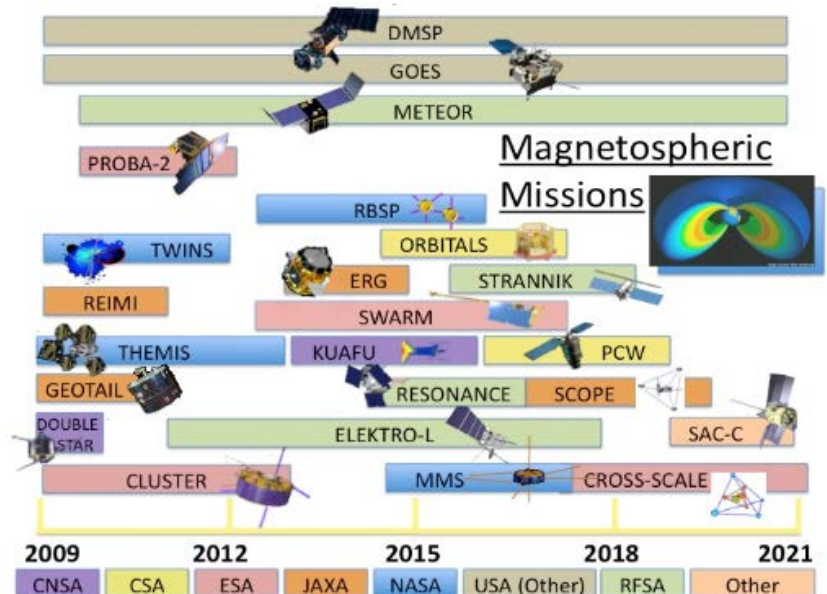 DMSP
GOES
METEOR
Magnetospheric
Missions
PROBA-2
RBSP
ORBITALS
TWINS
ERG
STRANNIK
REIMI
SWARM
THEMIS
KUAFU
PCW
GEOTAIL
RESONANCE
SCOPE
DOUBLE
STAR
ELEKTRO-L
SAC-C
CLUSTER
MMS
CROSS-SCALE
2009
2012
2015
2018
2021
CNSA
CSA
ESA
JAXA
NASA
USA (Other)
RFSA
Other